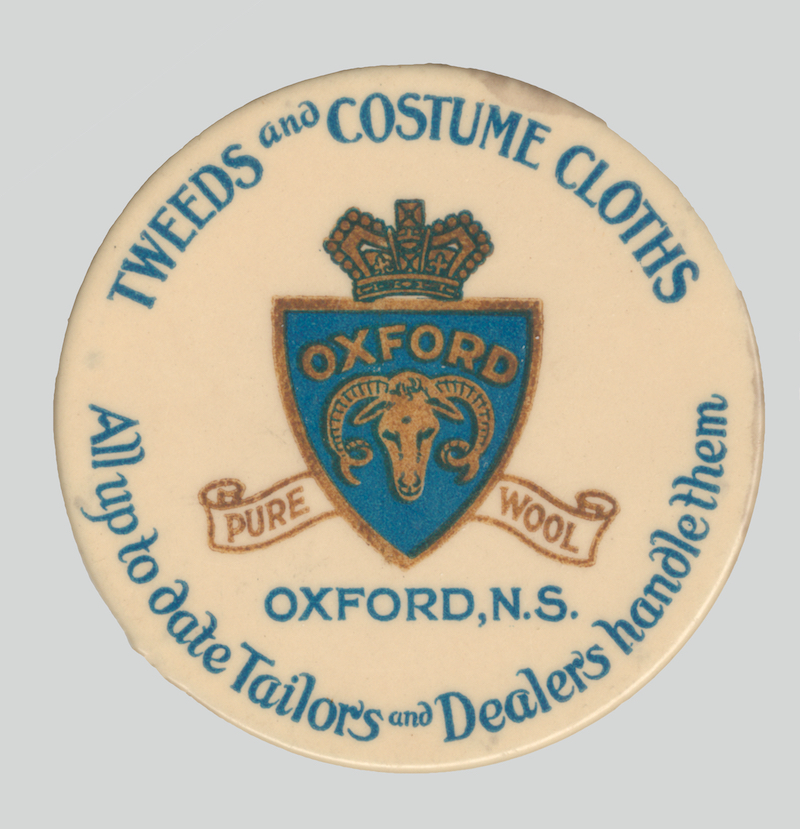 TWEEDS and COSTUME CLOTHS
OXFORD
PURE WOOL
OXFORD, N.S.
All up to date Tailors and Dealers handle them